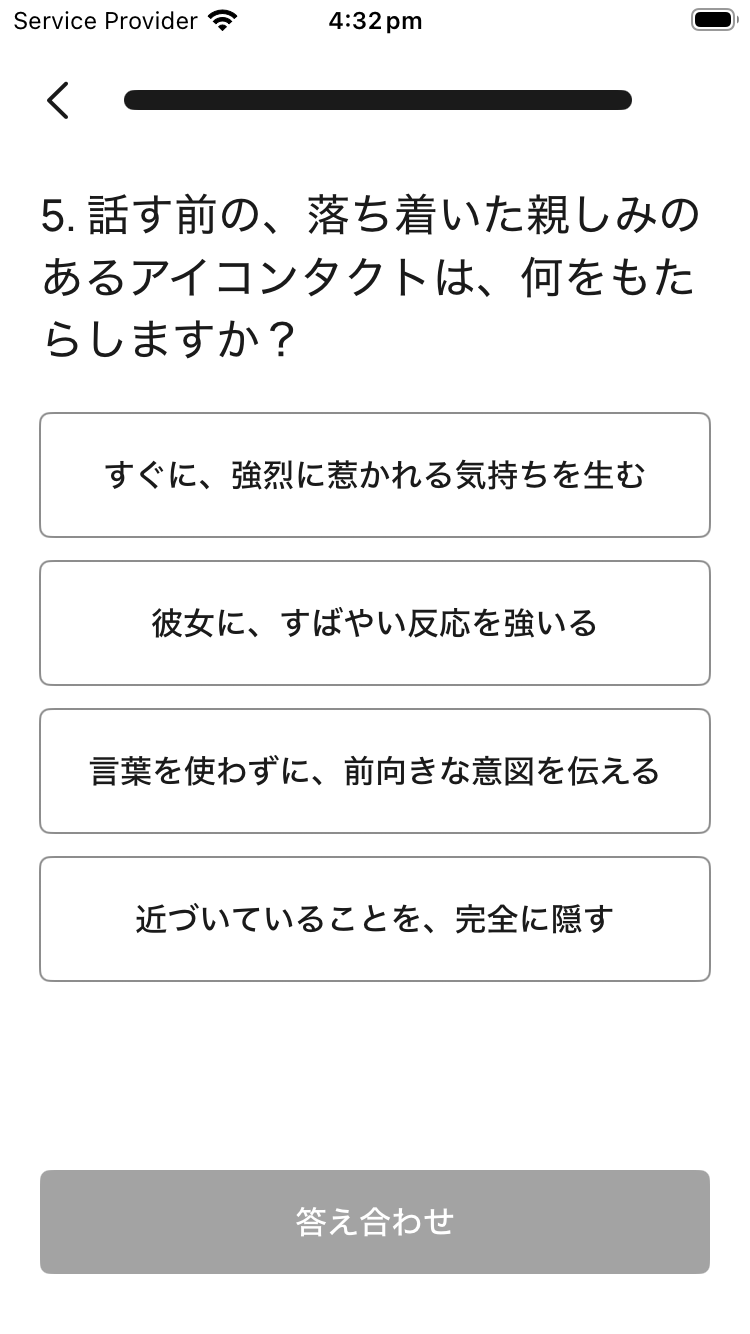 Service Provider 4:32 pm
5. 話す前の、落ち着いた親しみの
あるアイコンタクトは、何をもた
らしますか？
すぐに、強烈に惹かれる気持ちを生む
彼女に、すばやい反応を強いる
言葉を使わずに、前向きな意図を伝える
近づいていることを、完全に隠す
答え合わせ